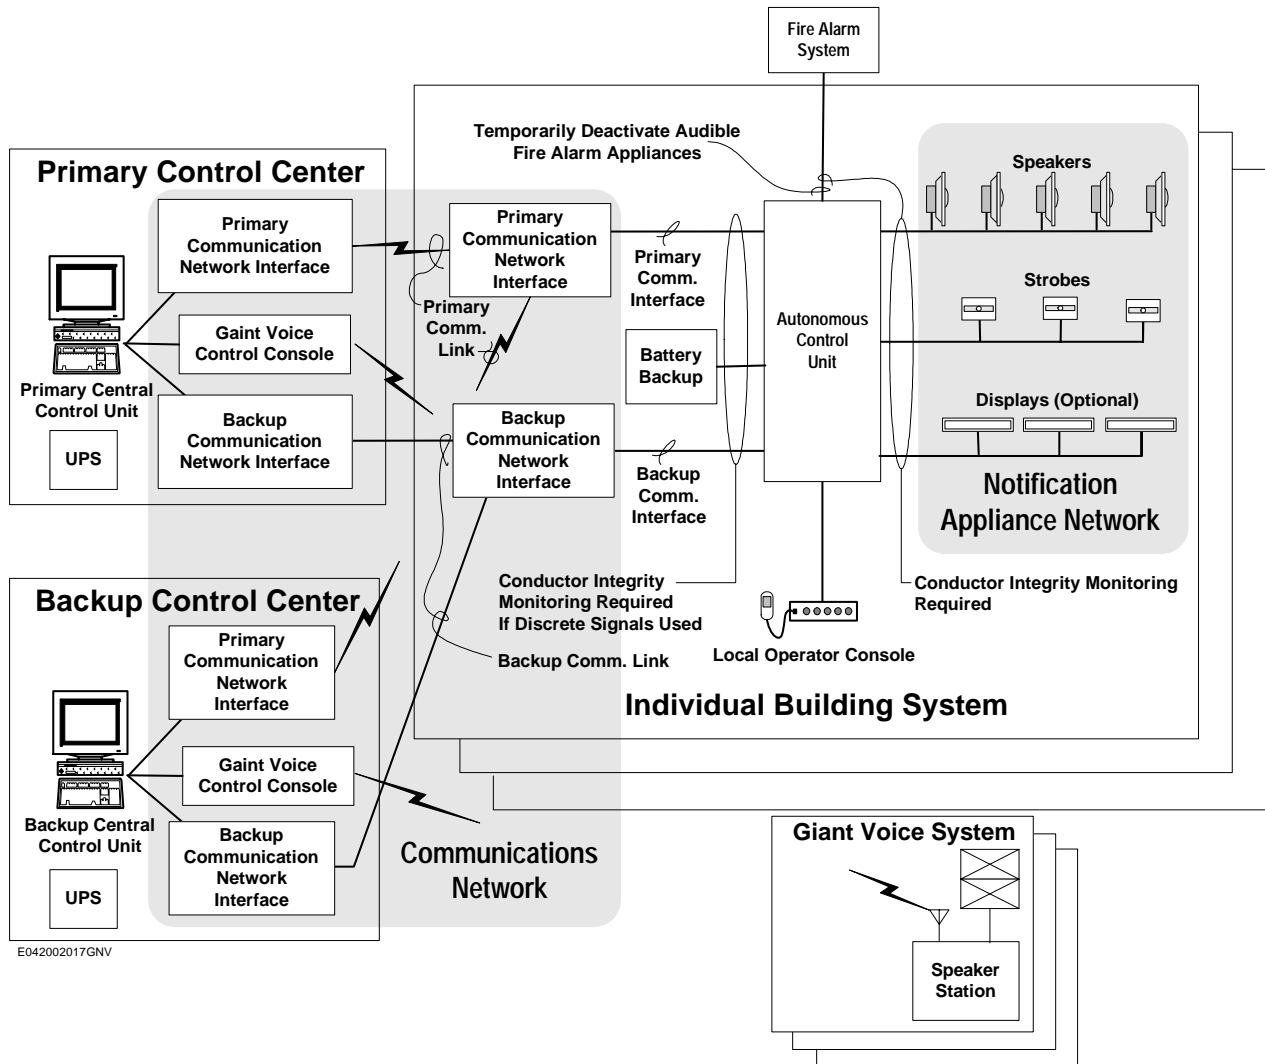 Fire Alarm
System
Temporarily Deactivate Audible
Fire Alarm Appliances
Primary Control Center
Primary
Communication
Network Interface
Gaint Voice
Control Console
Primary Central
Control Unit
Backup
Communication
Network Interface
UPS
Primary
Communication
Network
Interface
Primary
Comm.
Link
Backup
Communication
Network
Interface
Primary
Comm.
Interface
Battery
Backup
Backup
Comm.
Interface
Autonomous
Control
Unit
Speakers
Strobes
Displays (Optional)
Notification
Appliance Network
Conductor Integrity
Monitoring Required
If Discrete Signals Used
Conductor Integrity Monitoring
Required
Backup Comm. Link
Local Operator Console
Individual Building System
Backup Control Center
Primary
Communication
Network
Interface
Gaint Voice
Control Console
Backup Central
Control Unit
Backup
Communication
Network
Interface
UPS
Communications
Network
E042002017GNV
Giant Voice System
Speaker
Station